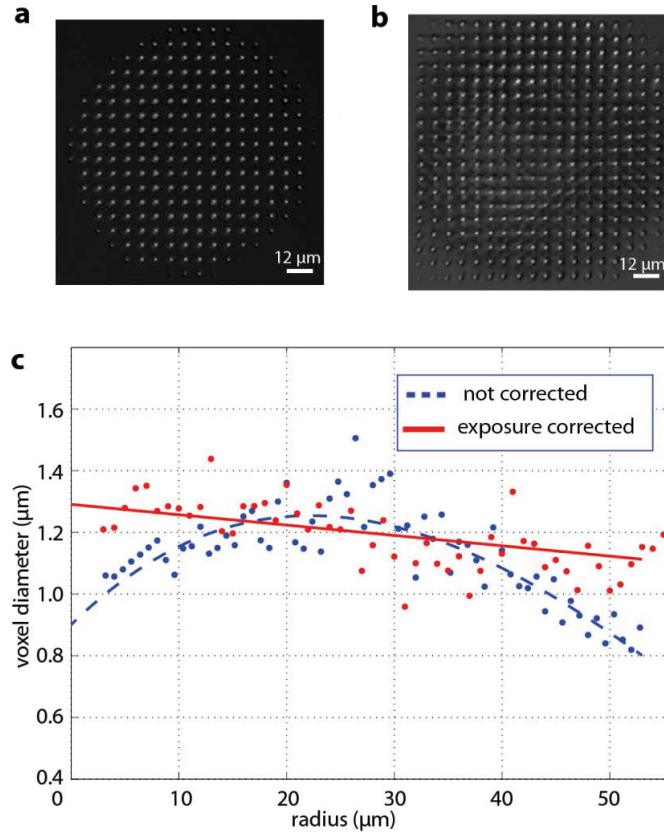 a
b
12 µm
12 µm
c
not corrected
exposure corrected
1.6
1.4
1.2
1.0
0.8
0.6
0.4
voxel diameter (µm)
0
10
20
30
40
50
radius (µm)